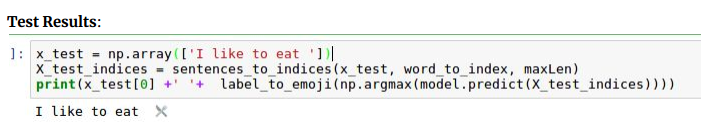 Test Results:
]: x_test = np.array(['I like to eat '])
X_test_indices = sentences_to_indices(x_test, word_to_index, maxLen)
print(x_test[0] +' '+  label_to_emoji(np.argmax(model.predict(X_test_indices))))
I like to eat  🍴